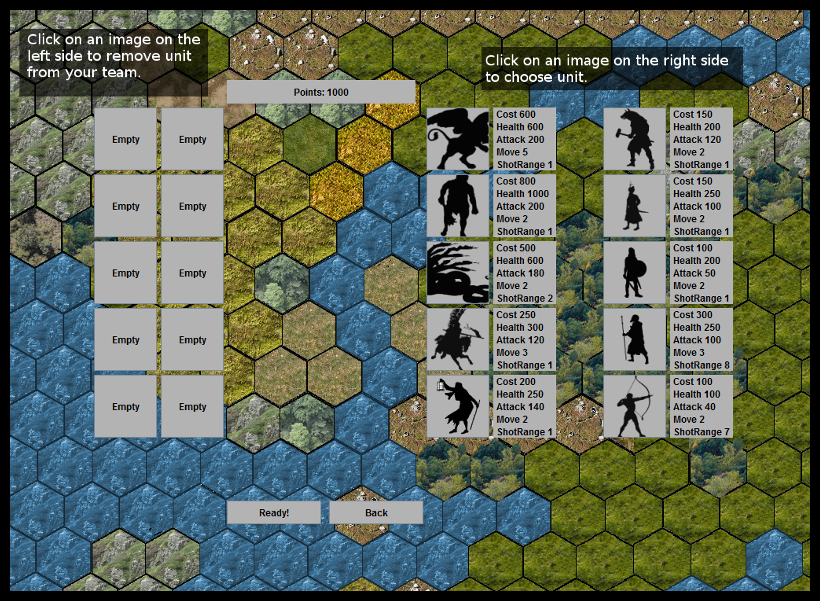 Click on an image on the
left side to remove unit
from your team.
Click on an image on the right side
to choose unit.
Points: 1000
Empty
Empty
Cost 600
Health 600
Attack 200
Move 5
ShotRange 1
Cost 150
Health 200
Attack 120
Move 2
ShotRange 1
Empty
Empty
Cost 800
Health 1000
Attack 200
Move 2
ShotRange 1
Cost 150
Health 250
Attack 100
Move 2
ShotRange 1
Empty
Empty
Cost 500
Health 600
Attack 180
Move 2
ShotRange 2
Cost 100
Health 200
Attack 50
Move 2
ShotRange 1
Empty
Empty
Cost 250
Health 300
Attack 120
Move 3
ShotRange 1
Cost 300
Health 250
Attack 100
Move 3
ShotRange 8
Empty
Empty
Cost 200
Health 250
Attack 140
Move 2
ShotRange 1
Cost 100
Health 100
Attack 40
Move 2
ShotRange 7
Ready!
Back